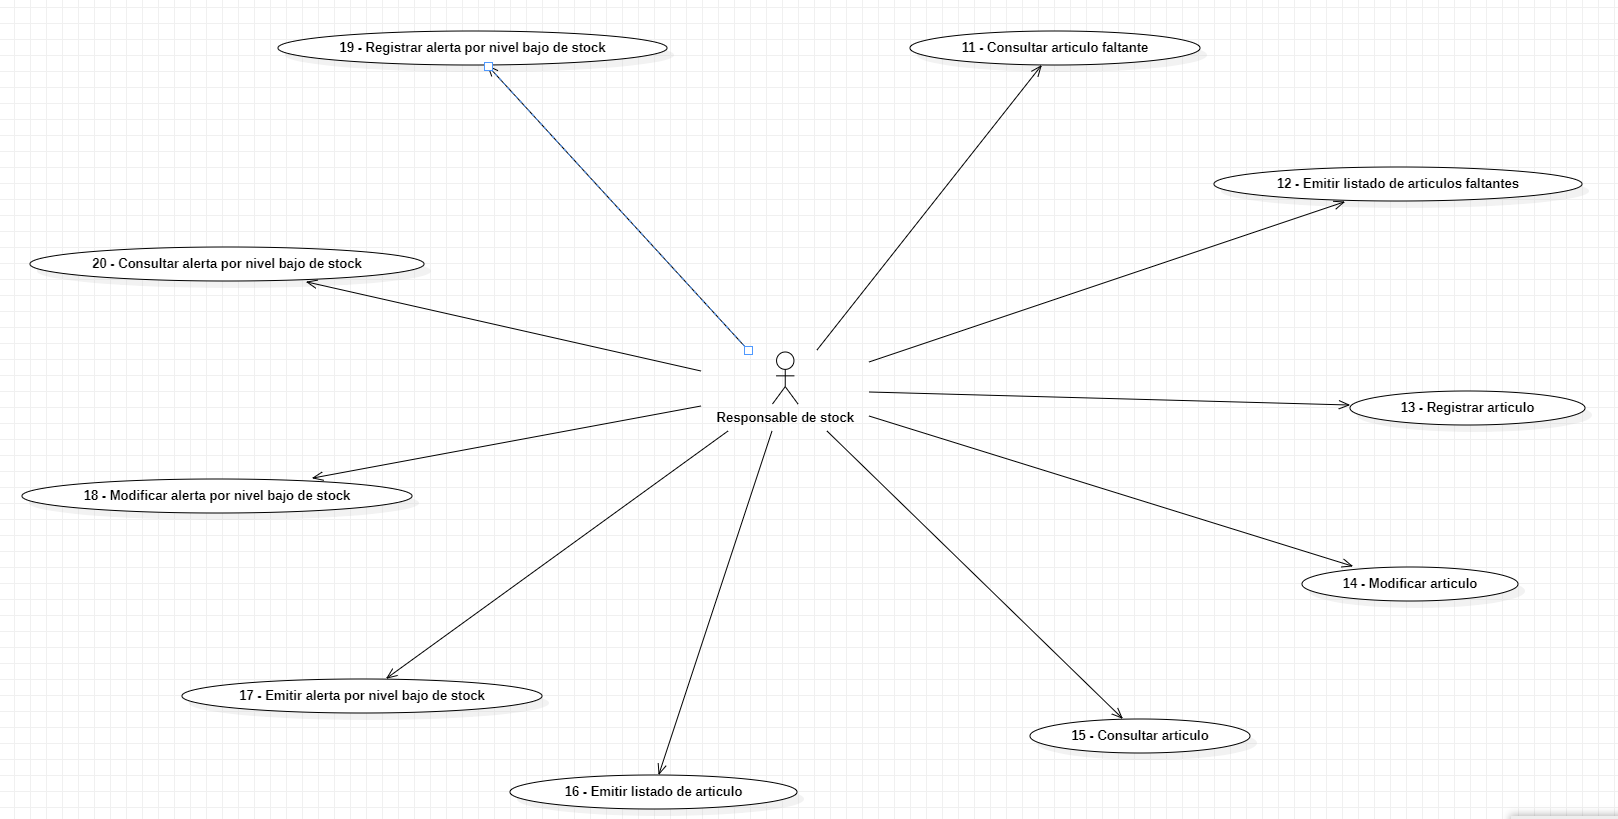 19 - Registrar alerta por nivel bajo de stock
11 - Consultar articulo faltante
12 - Emitir listado de articulos faltantes
20 - Consultar alerta por nivel bajo de stock
Responsable de stock
13 - Registrar articulo
18 - Modificar alerta por nivel bajo de stock
14 - Modificar articulo
17 - Emitir alerta por nivel bajo de stock
15 - Consultar articulo
16 - Emitir listado de articulo